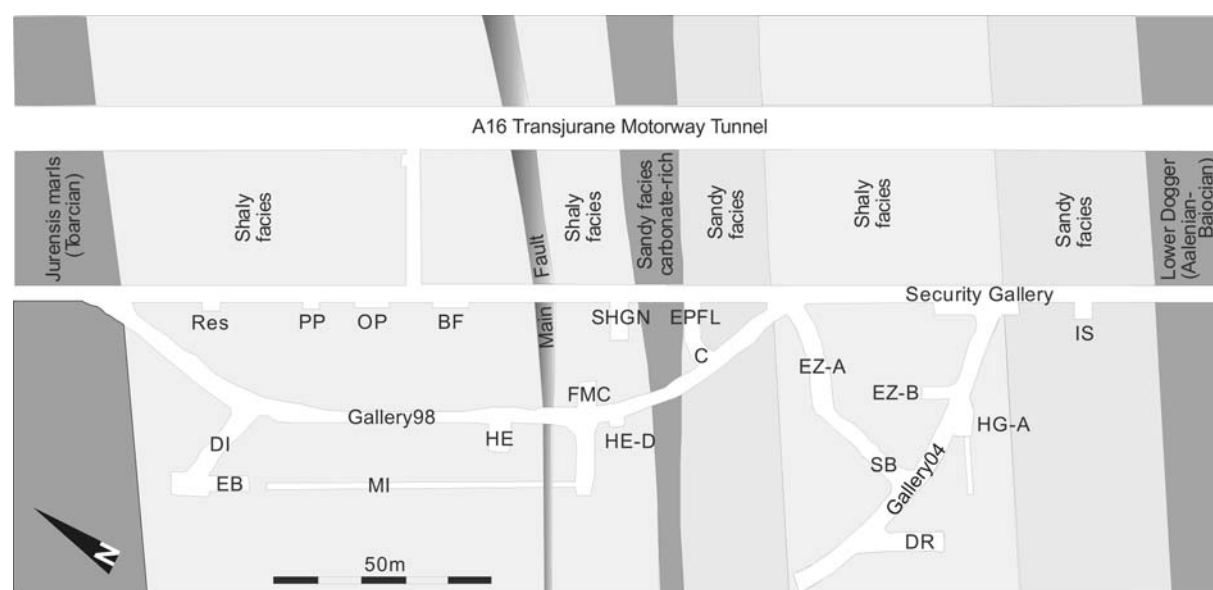 A16 Transjurane Motorway Tunnel
Jurensis marls
(Toarcian)
Shaly
facies
Main Fault
Shaly
facies
Sandy facies
carbonate-rich
Sandy
facies
Shaly
facies
Sandy
facies
Lower Dogger
(Aalenian-
Baiocian)
Security Gallery
Res
PP
OP
BF
SHGN
EPFL
IS
C
EZ-A
FMC
EZ-B
Gallery98
HE
HE-D
HG-A
DI
SB
Gallery04
EB
MI
DR
N
50m